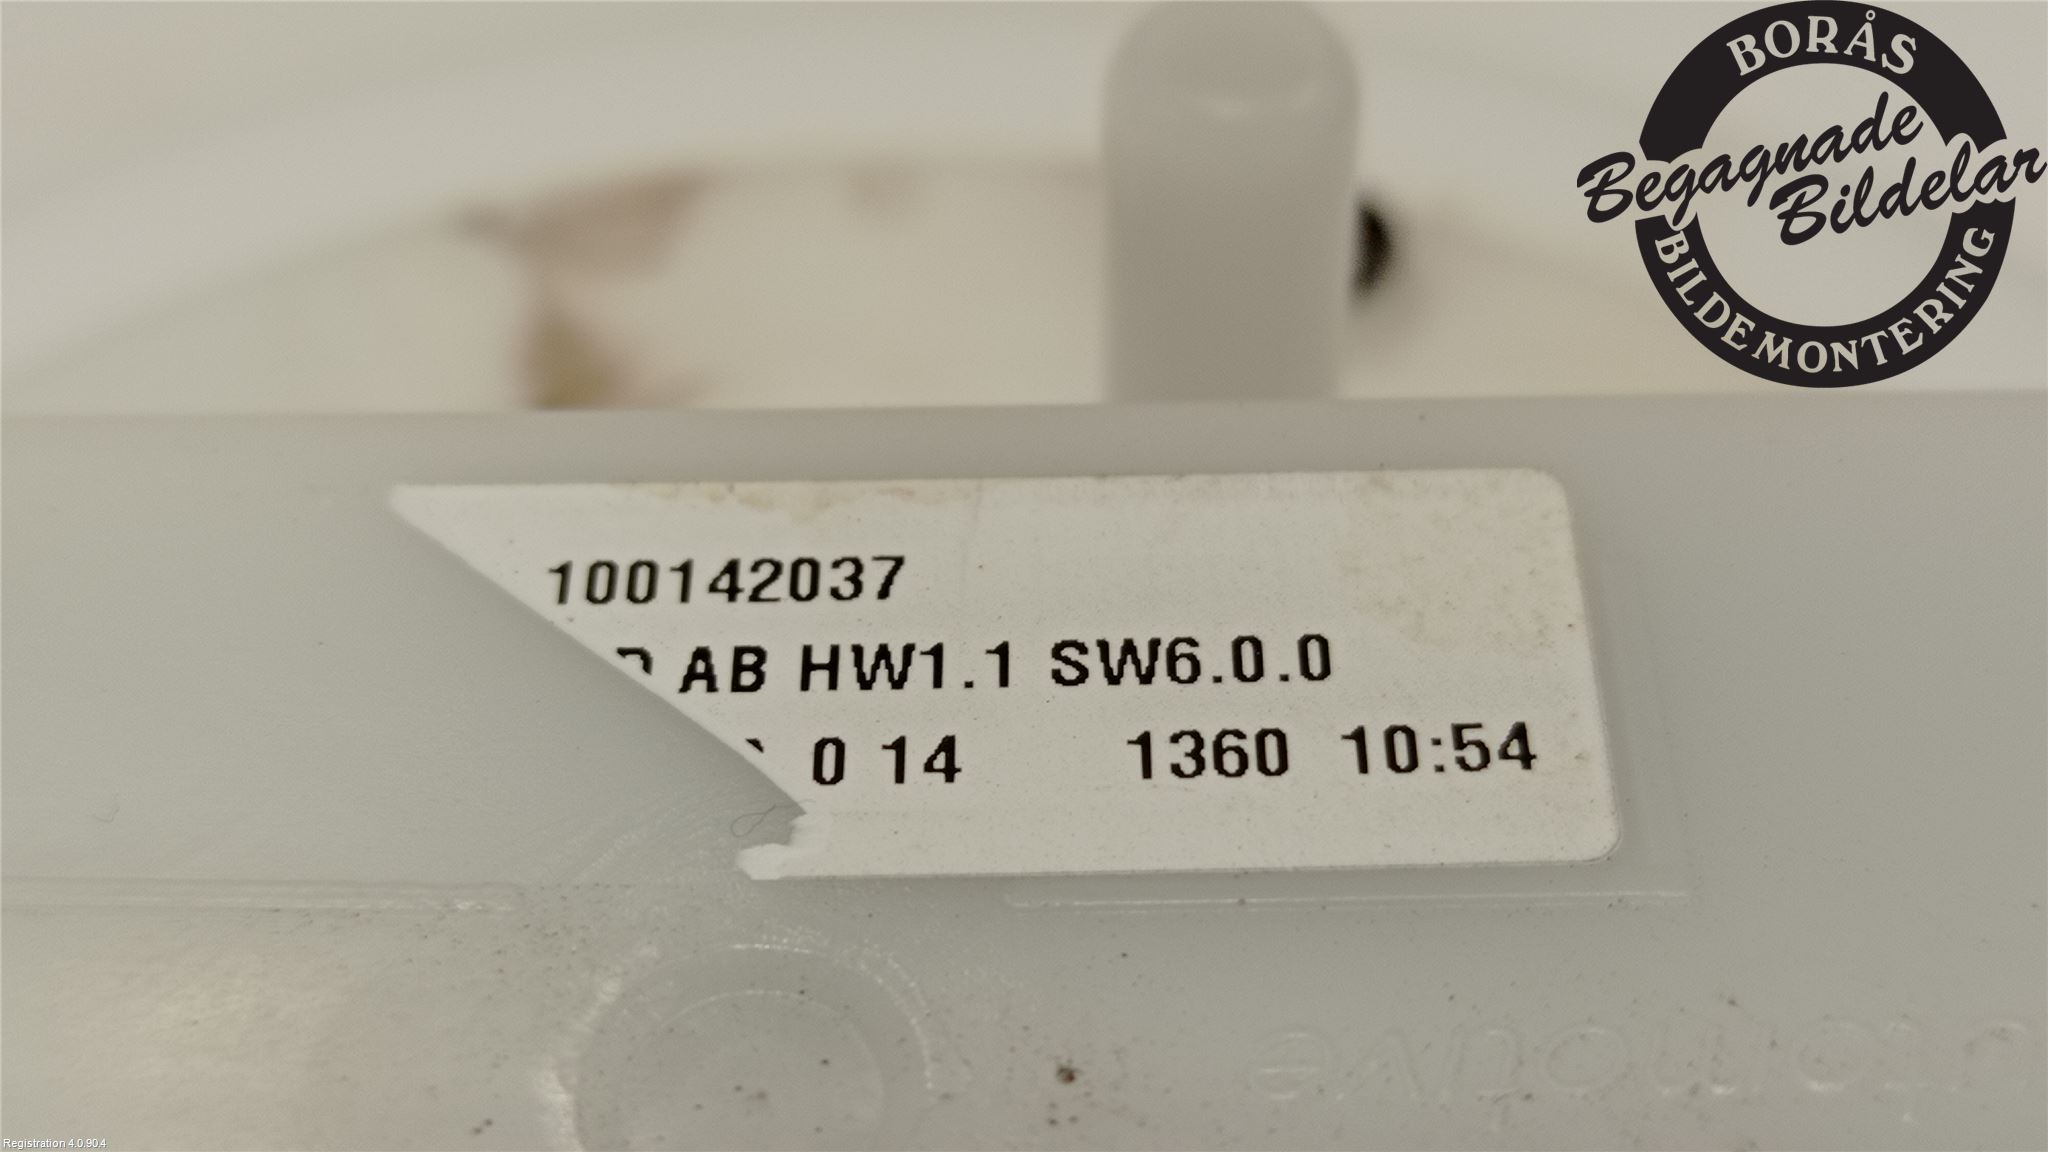 BORÅS
Begagnade
Bildelar
BILDEMONTERING
100142037
AB HW1.1 SW6.0.0
0 14 1360 10:54
Registration 4.0.90.4